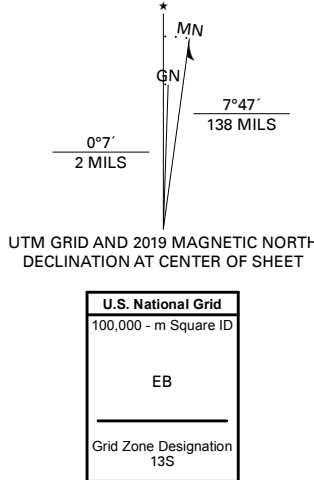 ★
MN
GN
7°47´
138 MILS
0°7´
2 MILS
UTM GRID AND 2019 MAGNETIC NORTH
DECLINATION AT CENTER OF SHEET
U.S. National Grid
100,000 - m Square ID
EB
Grid Zone Designation
13S